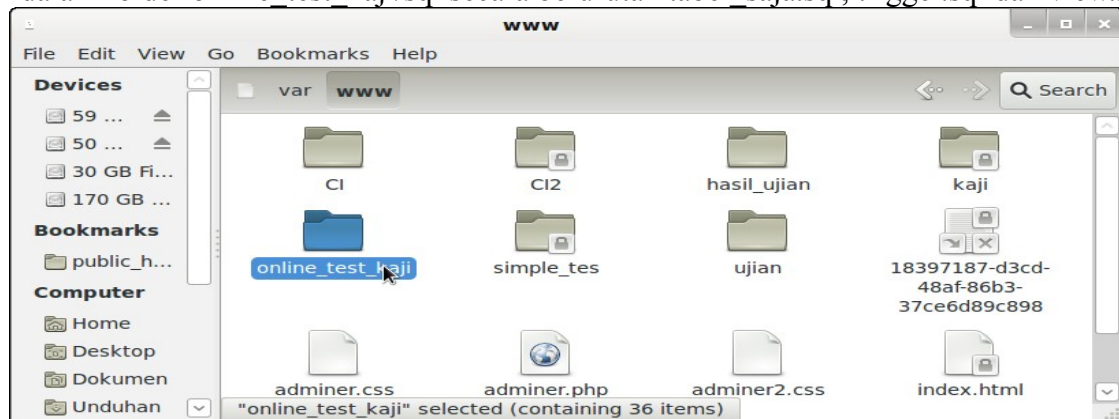 www
File Edit View Go Bookmarks Help
Devices
var www
Search
59 ...
50 ...
30 GB Fi...
170 GB ...
CI CI2 hasil_ujian kaji
Bookmarks
public_h...
online_test_kaji simple_tes ujian 18397187-d3cd-
48af-86b3-
37ce6d89c898
Computer
Home
Desktop
Dokumen
Unduhan
adminer.css adminer.php adminer2.css index.html
"online_test_kaji" selected (containing 36 items)